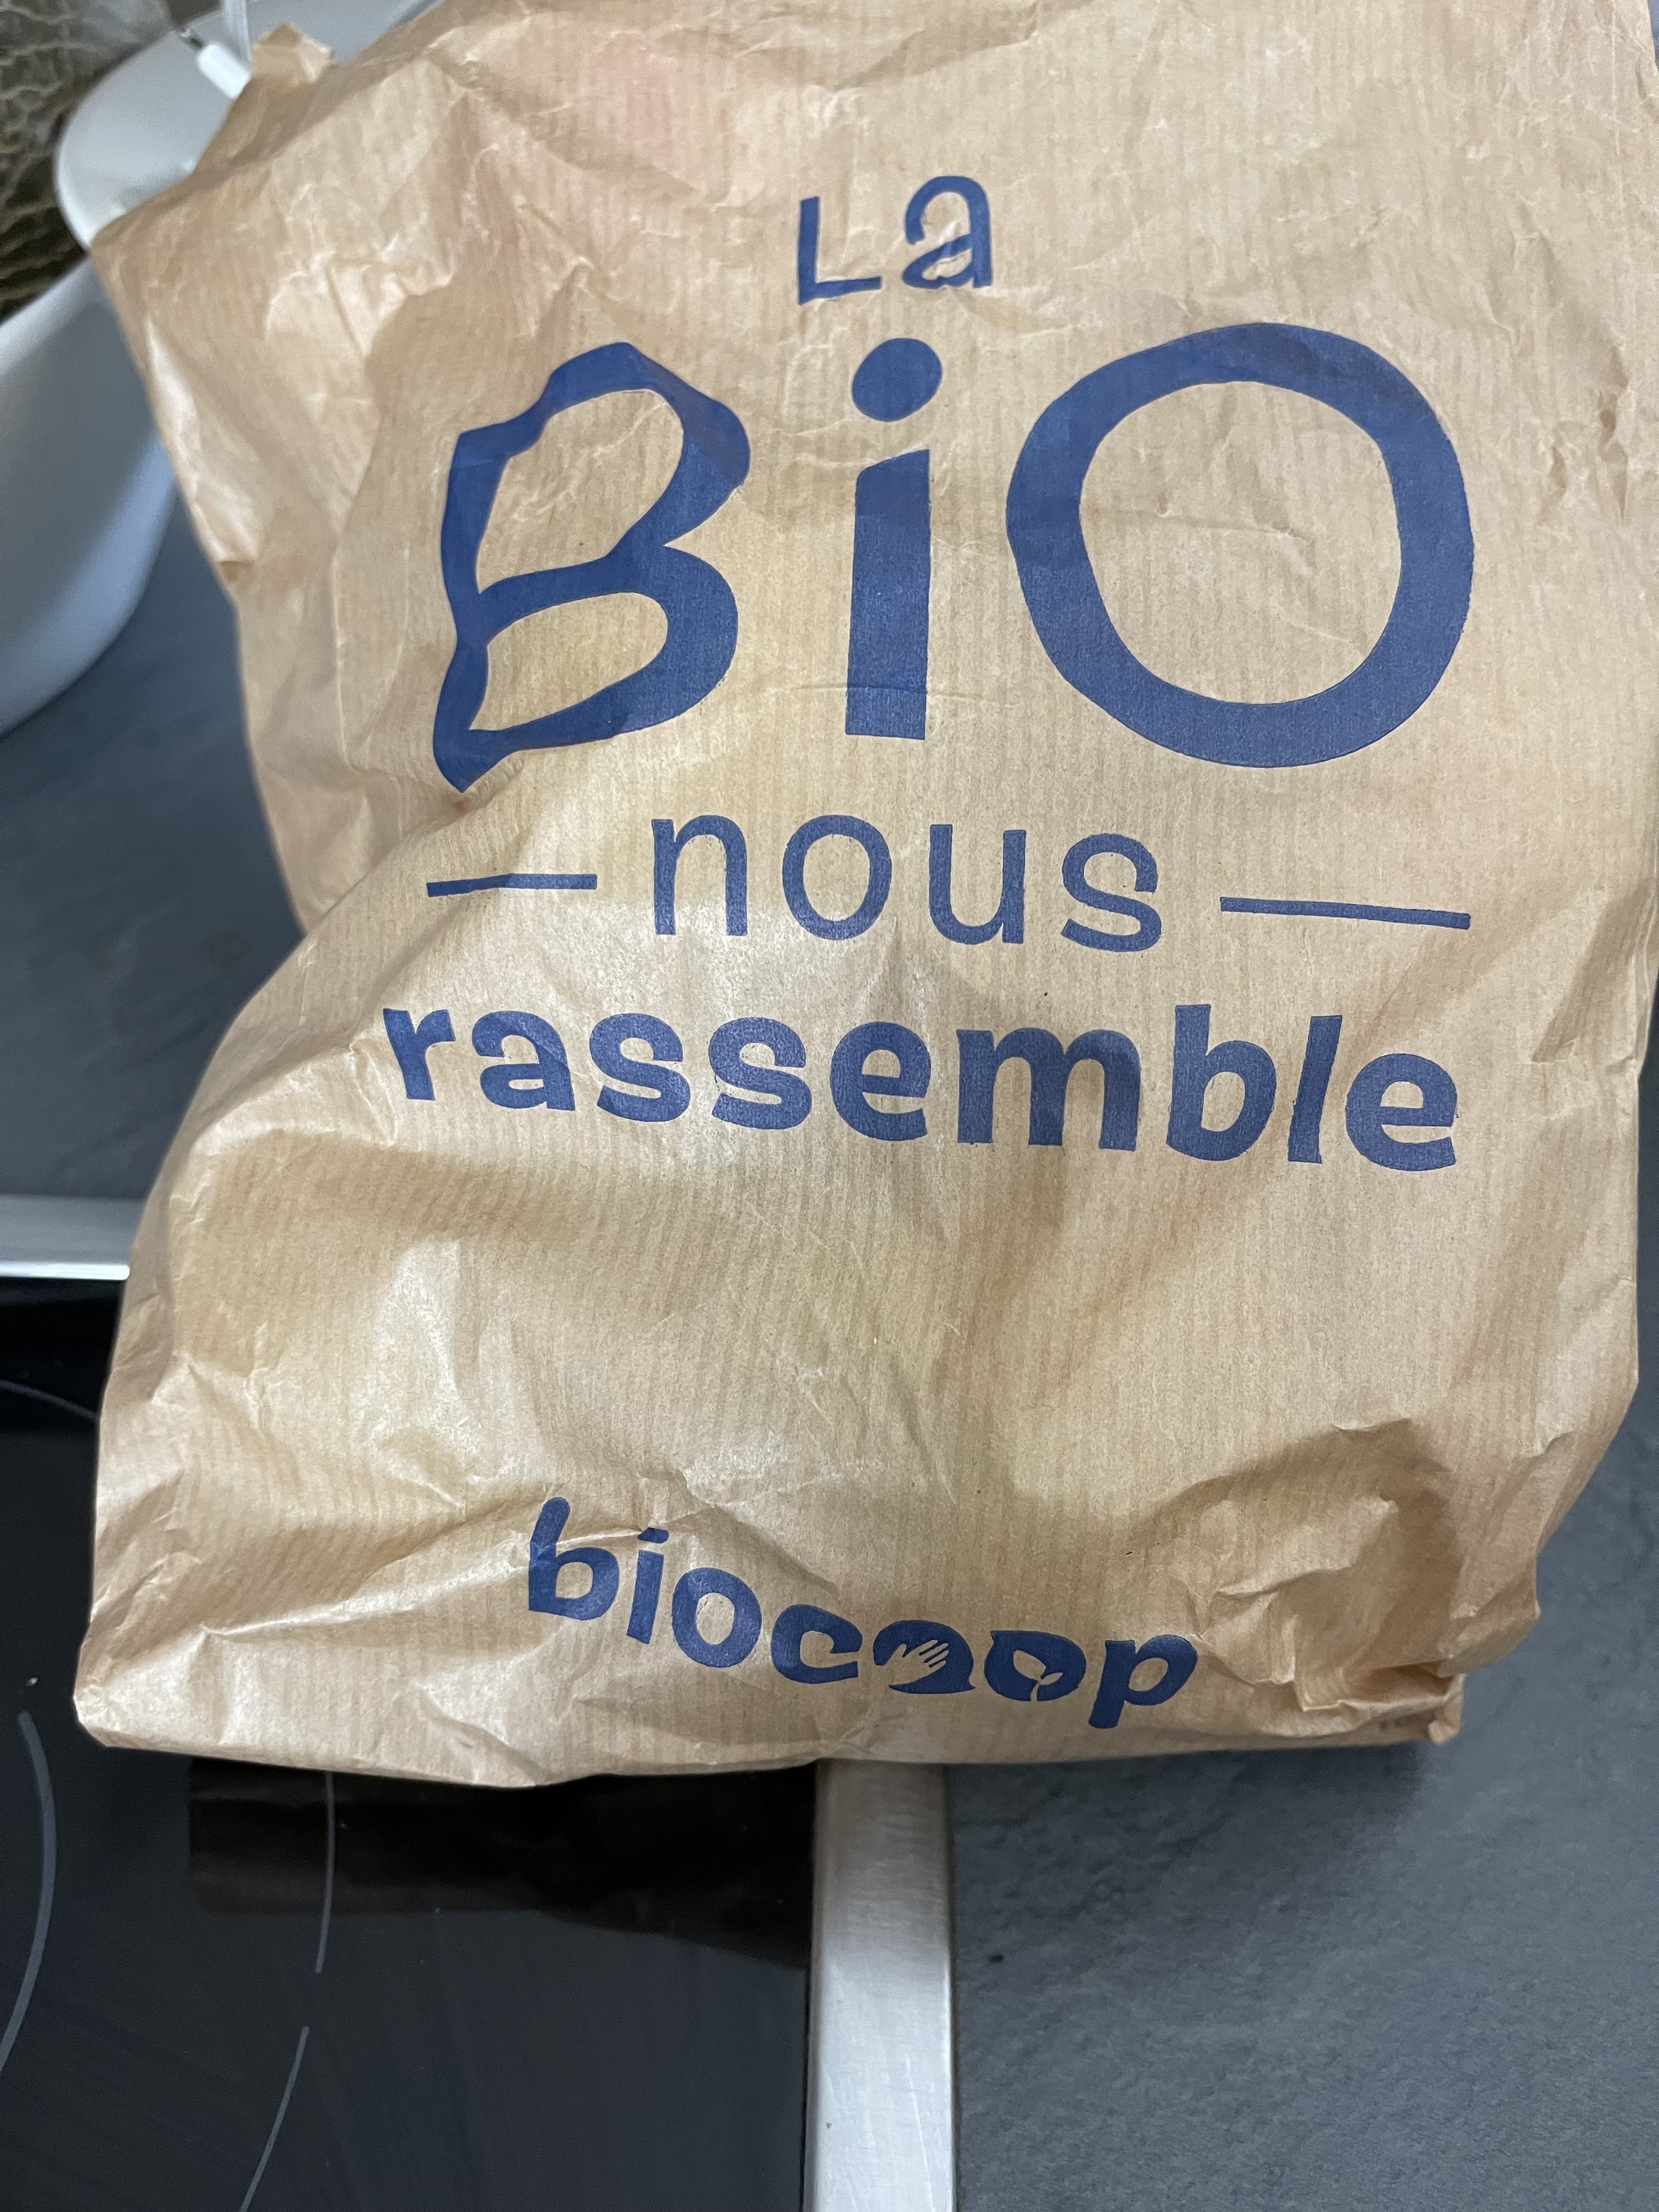 La
BiO
nous
rassemble
biocoop